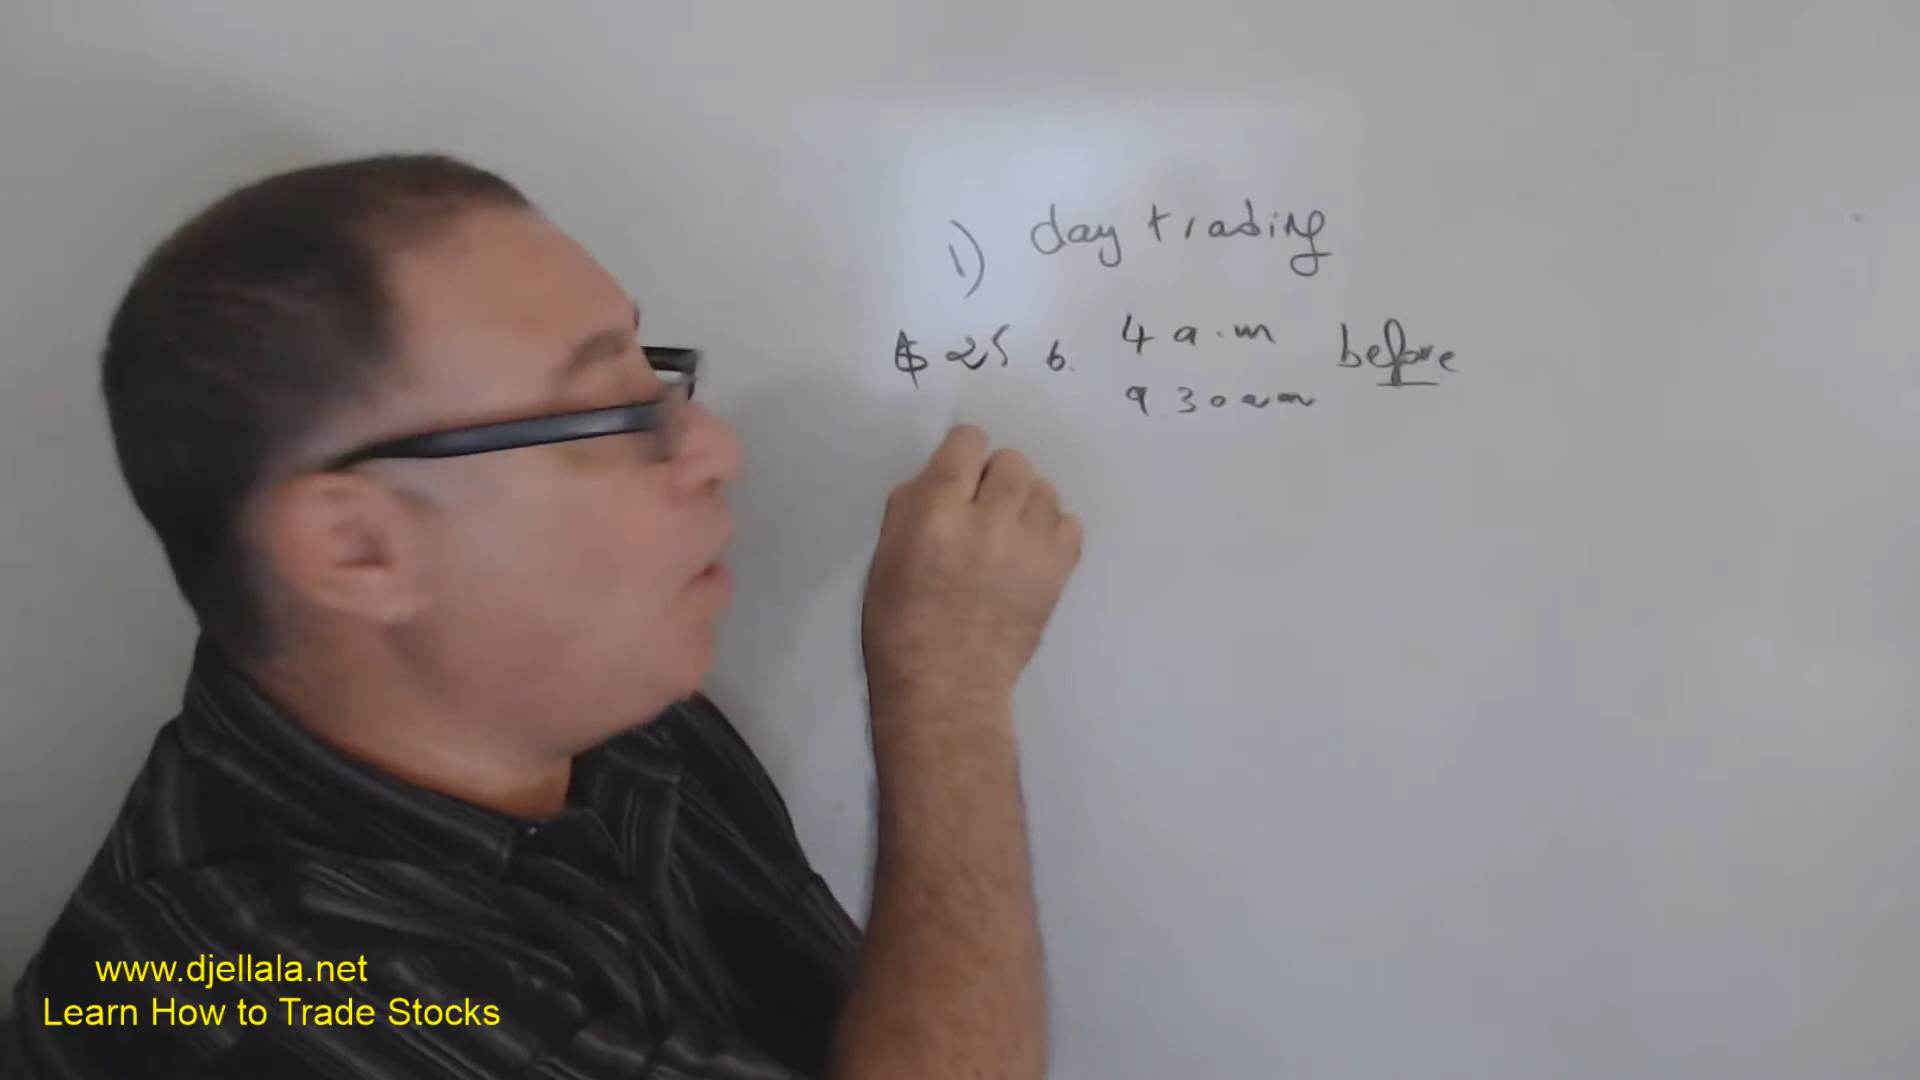 1) day trading
$ 25 6. 4 a.m before
9.30 am
www.djellala.net
Learn How to Trade Stocks